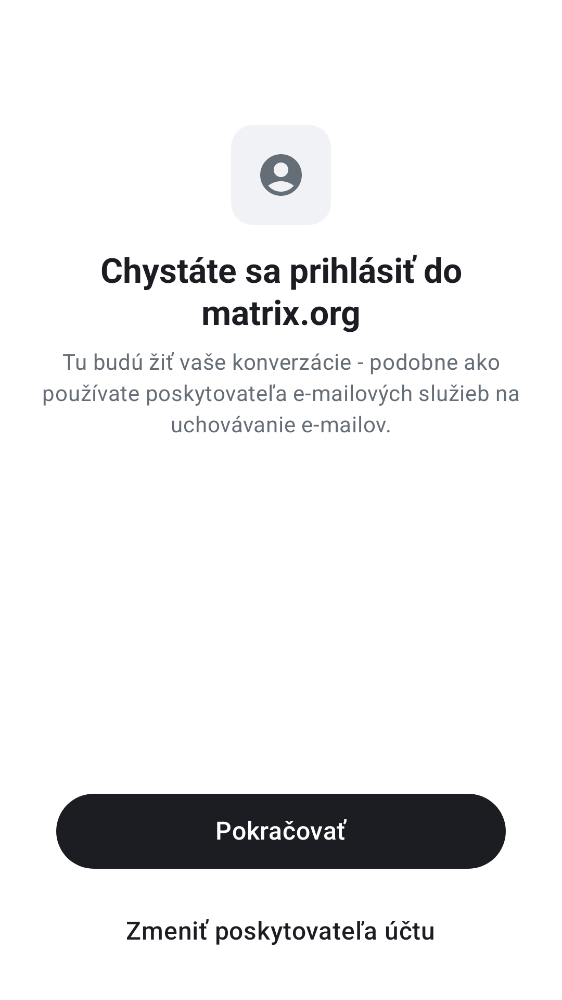 Chystáte sa prihlásiť do
matrix.org
Tu budú žiť vaše konverzácie - podobne ako
používate poskytovateľa e-mailových služieb na
uchovávanie e-mailov.
Pokračovať
Zmeniť poskytovateľa účtu